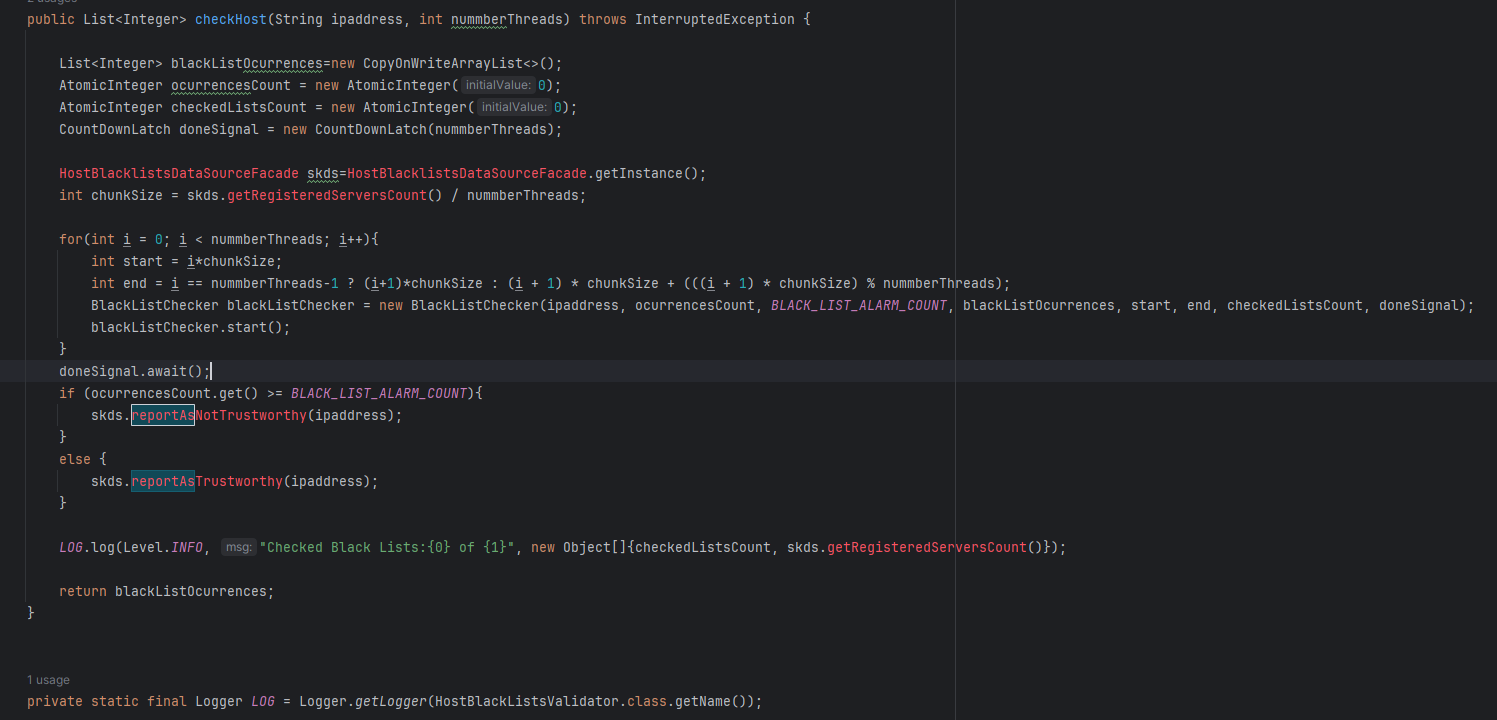 public List<Integer> checkHost(String ipaddress, int nummberThreads) throws InterruptedException {
List<Integer> blackListOcurrences=new CopyOnWriteArrayList<>();
AtomicInteger ocurrencesCount = new AtomicInteger( initialValue: 0);
AtomicInteger checkedListsCount = new AtomicInteger( initialValue: 0);
CountDownLatch doneSignal = new CountDownLatch(nummberThreads);
HostBlacklistsDataSourceFacade skds=HostBlacklistsDataSourceFacade.getInstance();
int chunkSize = skds.getRegisteredServersCount() / nummberThreads;
for(int i = 0; i < nummberThreads; i++){
int start = i*chunkSize;
int end = i == nummberThreads-1 ? (i+1)*chunkSize : (i + 1) * chunkSize + (((i + 1) * chunkSize) % nummberThreads);
BlackListChecker blackListChecker = new BlackListChecker(ipaddress, ocurrencesCount, BLACK_LIST_ALARM_COUNT, blackListOcurrences, start, end, checkedListsCount, doneSignal);
blackListChecker.start();
}
doneSignal.await();
if (ocurrencesCount.get() >= BLACK_LIST_ALARM_COUNT){
skds.reportAsNotTrustworthy(ipaddress);
}
else {
skds.reportAsTrustworthy(ipaddress);
}
LOG.log(Level.INFO, msg: "Checked Black Lists:{0} of {1}", new Object[]{checkedListsCount, skds.getRegisteredServersCount()});
return blackListOcurrences;
}
1 usage
private static final Logger LOG = Logger.getLogger(HostBlackListsValidator.class.getName());